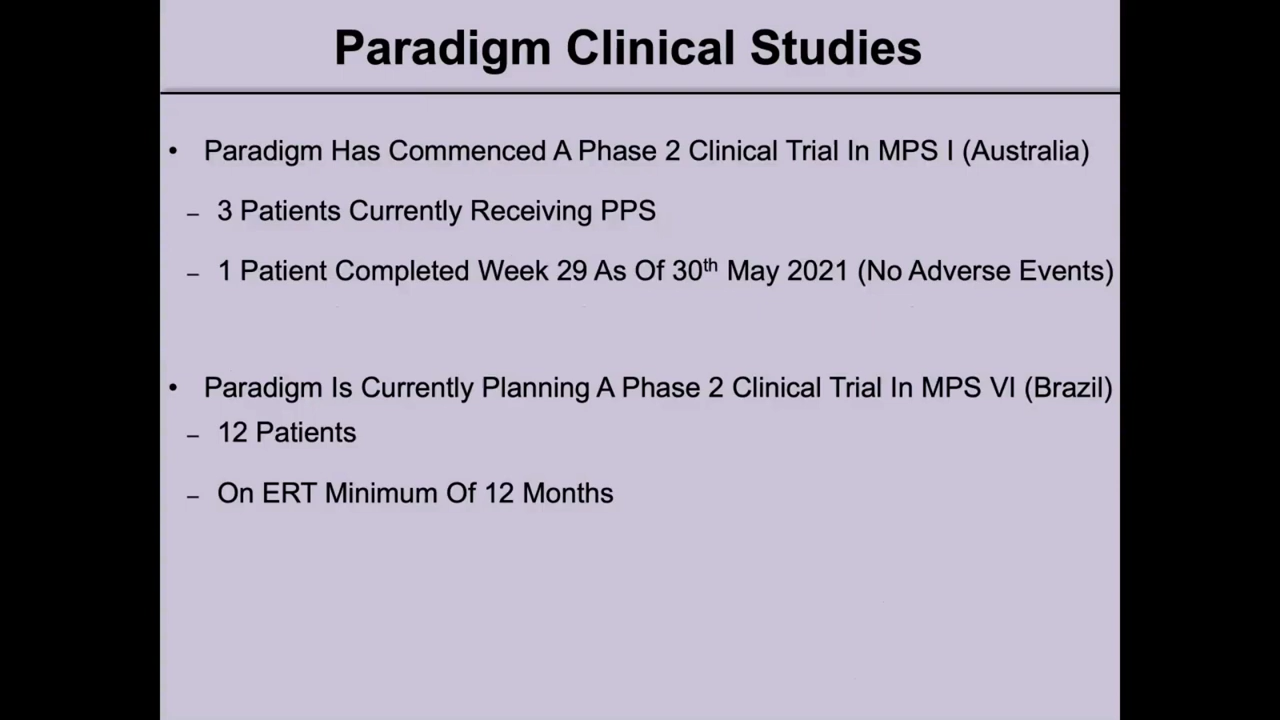 Paradigm Clinical Studies
• Paradigm Has Commenced A Phase 2 Clinical Trial In MPS I (Australia)
– 3 Patients Currently Receiving PPS
– 1 Patient Completed Week 29 As Of 30th May 2021 (No Adverse Events)
• Paradigm Is Currently Planning A Phase 2 Clinical Trial In MPS VI (Brazil)
– 12 Patients
– On ERT Minimum Of 12 Months